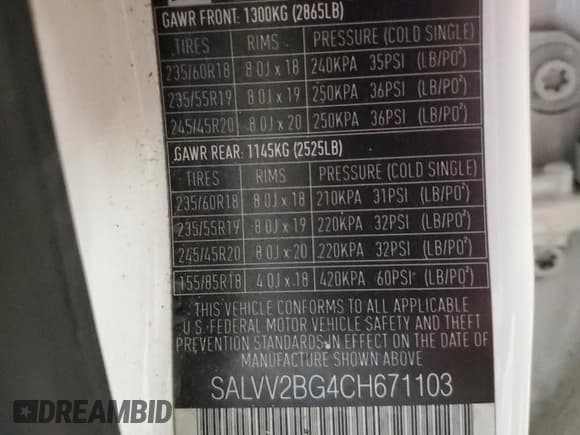 GAWR FRONT: 1300KG (2865LB)
TIRES RIMS PRESSURE (COLD SINGLE)
235/60R18 8.0J x 18 240KPA 35PSI (LB/PO²)
235/55R19 8.0J x 19 250KPA 36PSI (LB/PO²)
245/45R20 8.0J x 20 250KPA 36PSI (LB/PO²)
GAWR REAR: 1145KG (2525LB)
TIRES RIMS PRESSURE (COLD SINGLE)
235/60R18 8.0J x 18 210KPA 31PSI (LB/PO²)
235/55R19 8.0J x 19 220KPA 32PSI (LB/PO²)
245/45R20 8.0J x 20 220KPA 32PSI (LB/PO²)
155/85R18 4.0J x 18 420KPA 60PSI (LB/PO²)
THIS VEHICLE CONFORMS TO ALL APPLICABLE
U.S. FEDERAL MOTOR VEHICLE SAFETY AND THEFT
PREVENTION STANDARDS IN EFFECT ON THE DATE OF
MANUFACTURE SHOWN ABOVE.
SALVV2BG4CH671103
DREAMBID